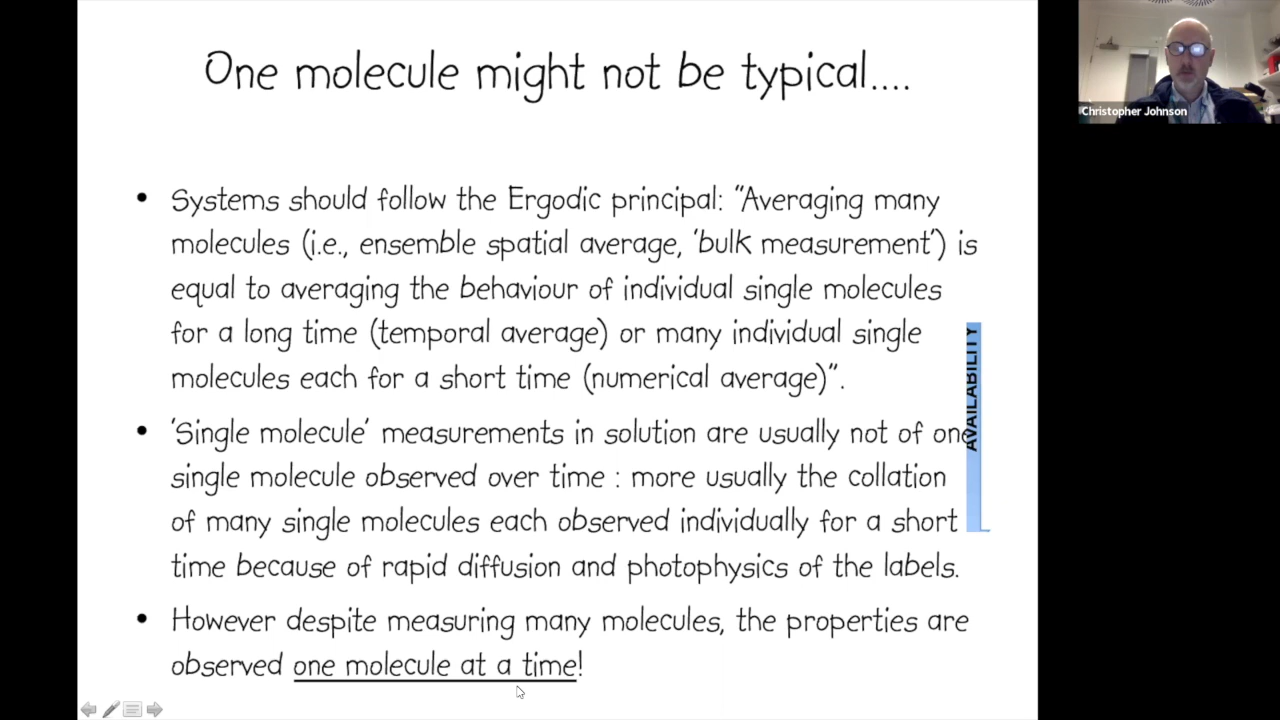 One molecule might not be typical....
• Systems should follow the Ergodic principal: "Averaging many
molecules (i.e., ensemble spatial average, 'bulk measurement') is
equal to averaging the behaviour of individual single molecules
for a long time (temporal average) or many individual single
molecules each for a short time (numerical average)".
• 'Single molecule' measurements in solution are usually not of one
single molecule observed over time : more usually the collation
of many single molecules each observed individually for a short
time because of rapid diffusion and photophysics of the labels.
• However despite measuring many molecules, the properties are
observed one molecule at a time!
AVAILABILITY
Christopher Johnson